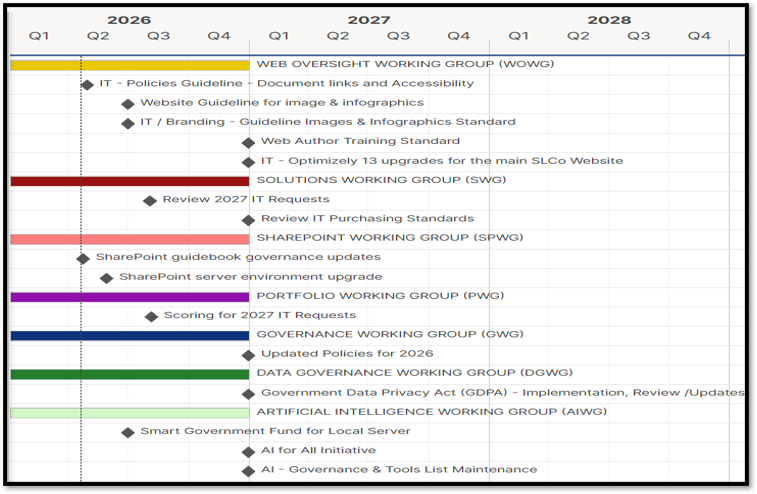 2026 2027 2028
Q1 Q2 Q3 Q4 Q1 Q2 Q3 Q4 Q1 Q2 Q3 Q4
WEB OVERSIGHT WORKING GROUP (WOWG)
IT - Policies Guideline - Document links and Accessibility
Website Guideline for image & infographics
IT / Branding - Guideline Images & Infographics Standard
Web Author Training Standard
IT - Optimizely 13 upgrades for the main SLCo Website
SOLUTIONS WORKING GROUP (SWG)
Review 2027 IT Requests
Review IT Purchasing Standards
SHAREPOINT WORKING GROUP (SPWG)
SharePoint guidebook governance updates
SharePoint server environment upgrade
PORTFOLIO WORKING GROUP (PWG)
Scoring for 2027 IT Requests
GOVERNANCE WORKING GROUP (GWG)
Updated Policies for 2026
DATA GOVERNANCE WORKING GROUP (DGWG)
Government Data Privacy Act (GDPA) - Implementation, Review /Updates
ARTIFICIAL INTELLIGENCE WORKING GROUP (AIWG)
Smart Government Fund for Local Server
AI for All Initiative
AI - Governance & Tools List Maintenance